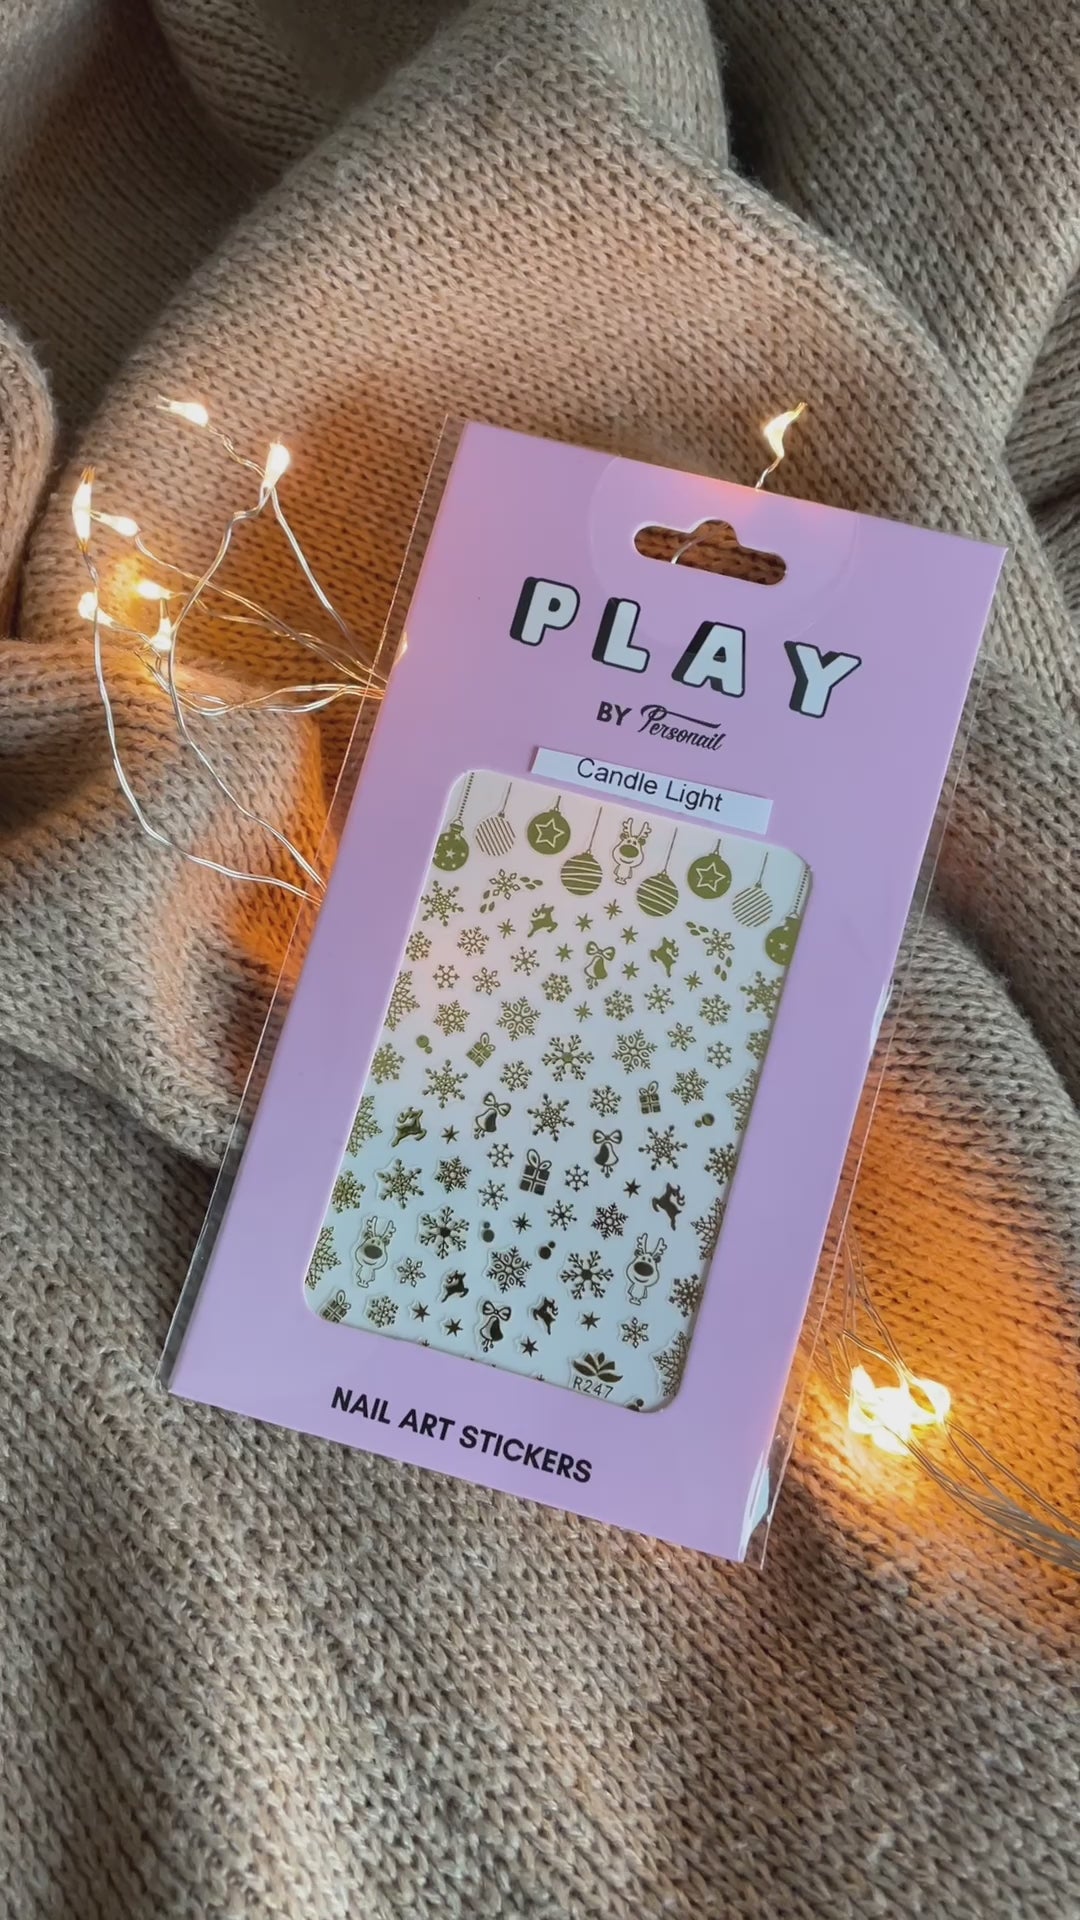 PLAY
BY Personail
Candle Light
R247
NAIL ART STICKERS